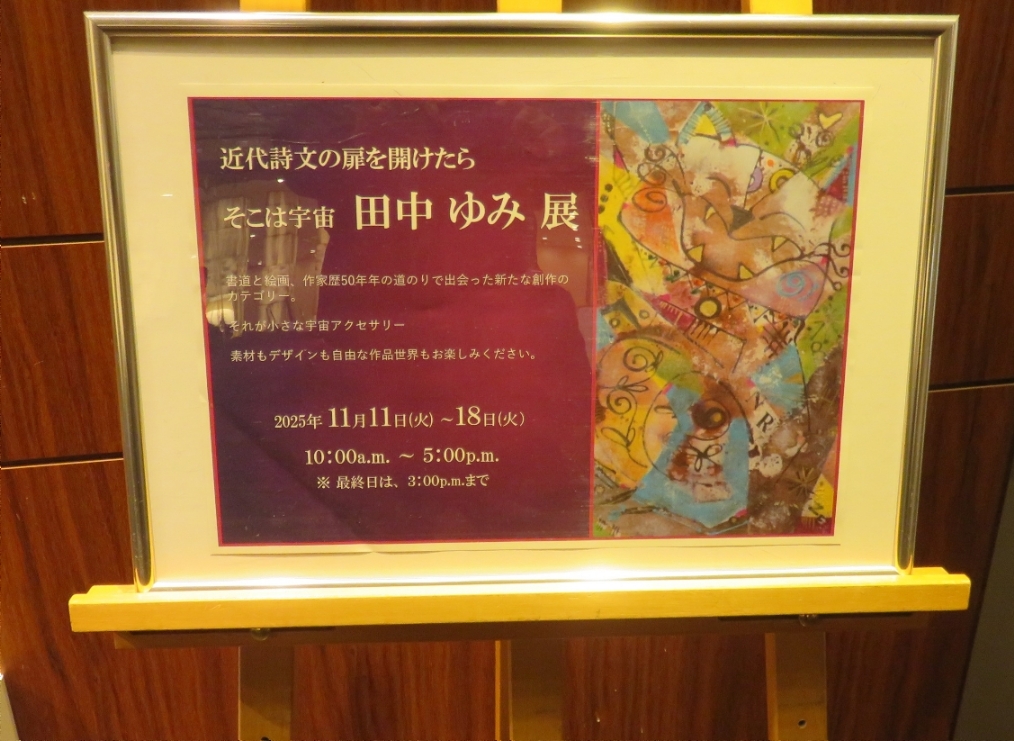 近代詩文の扉を開けたら
そこは宇宙 田中 ゆみ 展
書道と絵画、作家歴50年年の道のりで出会った新たな創作の
カテゴリー。
それが小さな宇宙アクセサリー
素材もデザインも自由な作品世界もお楽しみください。
2025年 11月11日(火) ~18日(火)
10:00a.m. ~ 5:00p.m.
※ 最終日は、3:00p.m.まで